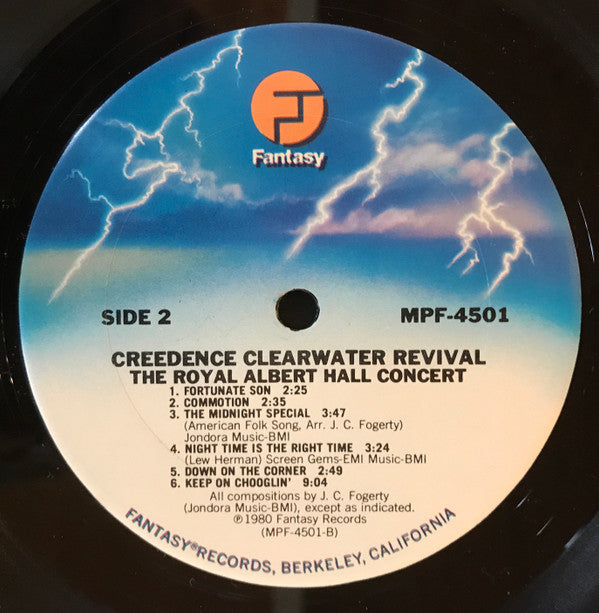 Fantasy
SIDE 2
MPF-4501
CREEDENCE CLEARWATER REVIVAL
THE ROYAL ALBERT HALL CONCERT
1. FORTUNATE SON 2:25
2. COMMOTION 2:35
3. THE MIDNIGHT SPECIAL 3:47
(American Folk Song, Arr. J. C. Fogerty)
Jondora Music-BMI
4. NIGHT TIME IS THE RIGHT TIME 3:24
(Lew Herman) Screen Gems-EMI Music-BMI
5. DOWN ON THE CORNER 2:49
6. KEEP ON CHOOGLIN' 9:04
All compositions by J. C. Fogerty
(Jondora Music-BMI), except as indicated.
℗1980 Fantasy Records
(MPF-4501-B)
FANTASY®RECORDS, BERKELEY, CALIFORNIA